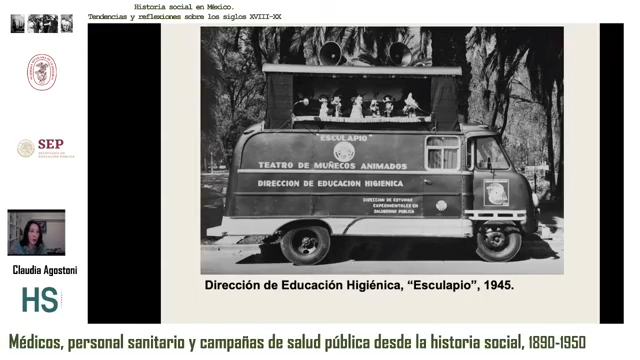 Historia social en México.
Tendencias y reflexiones sobre los siglos XVIII-XX
SEP
"ESCULAPIO"
TEATRO DE MUÑECOS ANIMADOS
DIRECCION DE EDUCACION HIGIENICA
DIRECCION DE ESTUDIOS
EXPERIMENTALES EN
SALUBRIDAD PUBLICA
Dirección de Educación Higiénica, "Esculapio", 1945.
Claudia Agostoni
HS
Médicos, personal sanitario y campañas de salud pública desde la historia social, 1890-1950